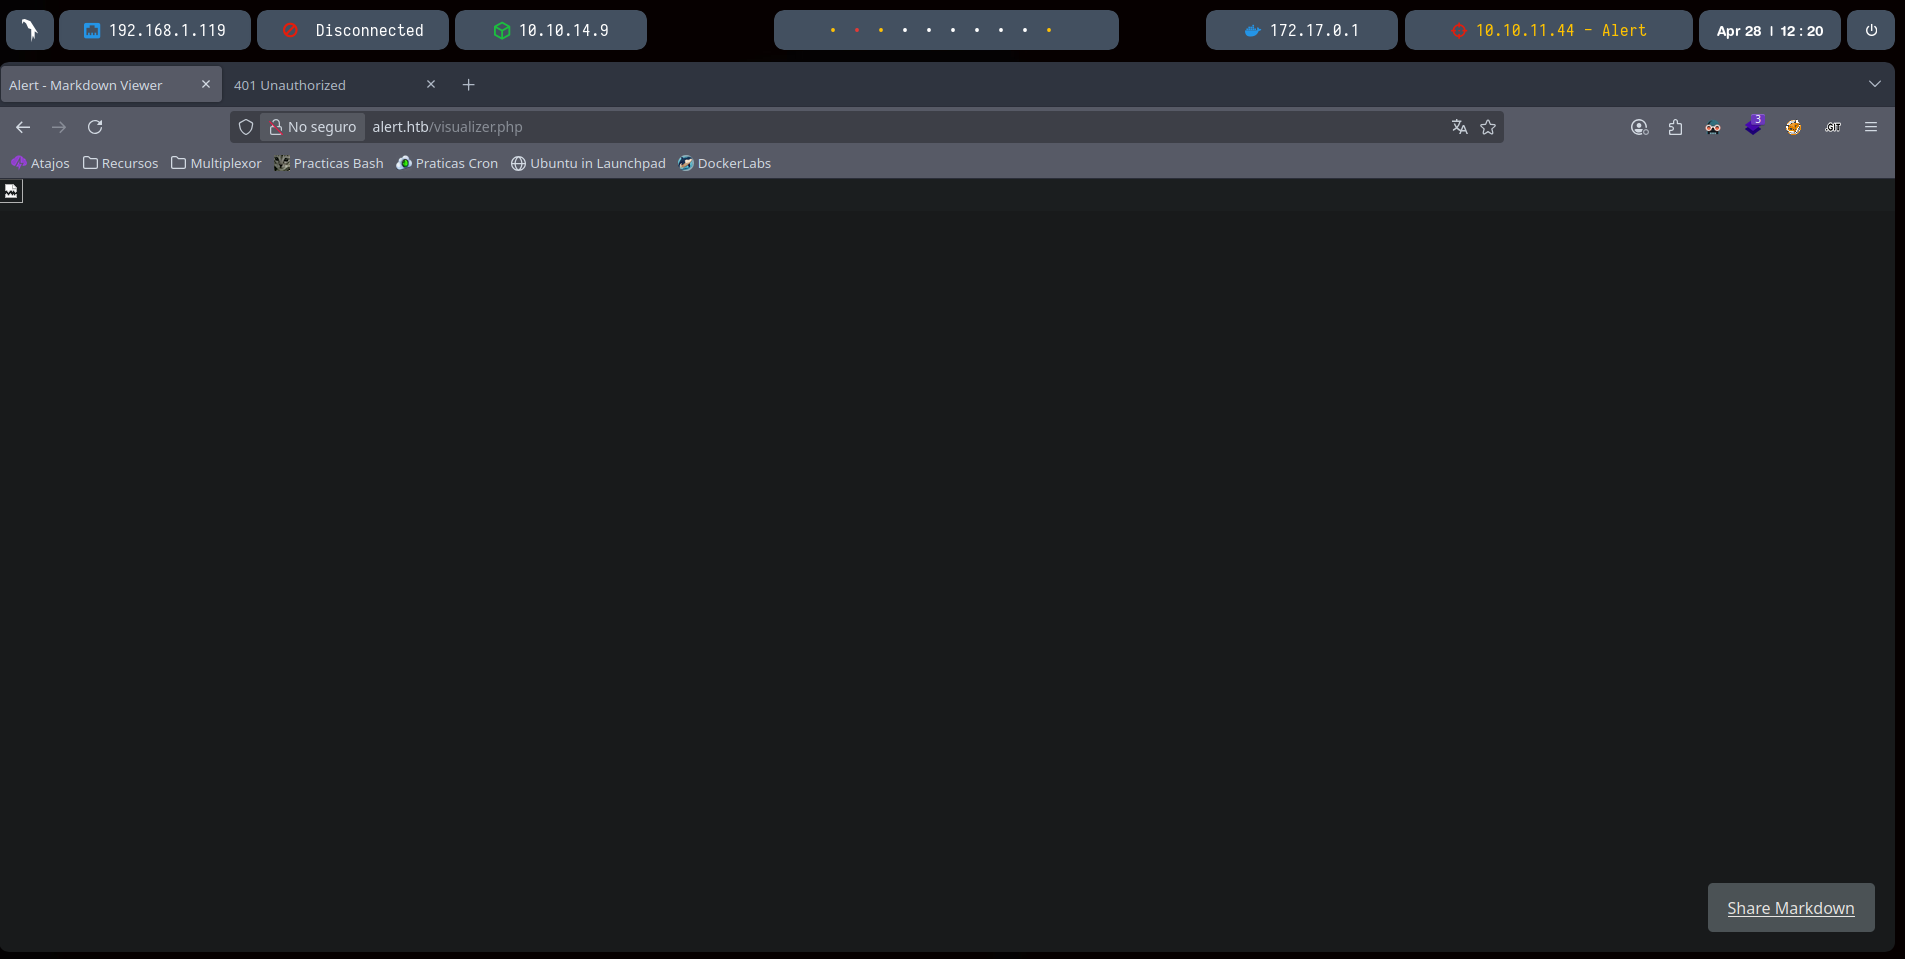 192.168.1.119 Disconnected 10.10.14.9 172.17.0.1 10.10.11.44 - Alert Apr 28 | 12:20
Alert - Markdown Viewer 401 Unauthorized
No seguro alert.htb/visualizer.php 3 .GIT
Atajos Recursos Multiplexor Practicas Bash Praticas Cron Ubuntu in Launchpad DockerLabs
Share Markdown